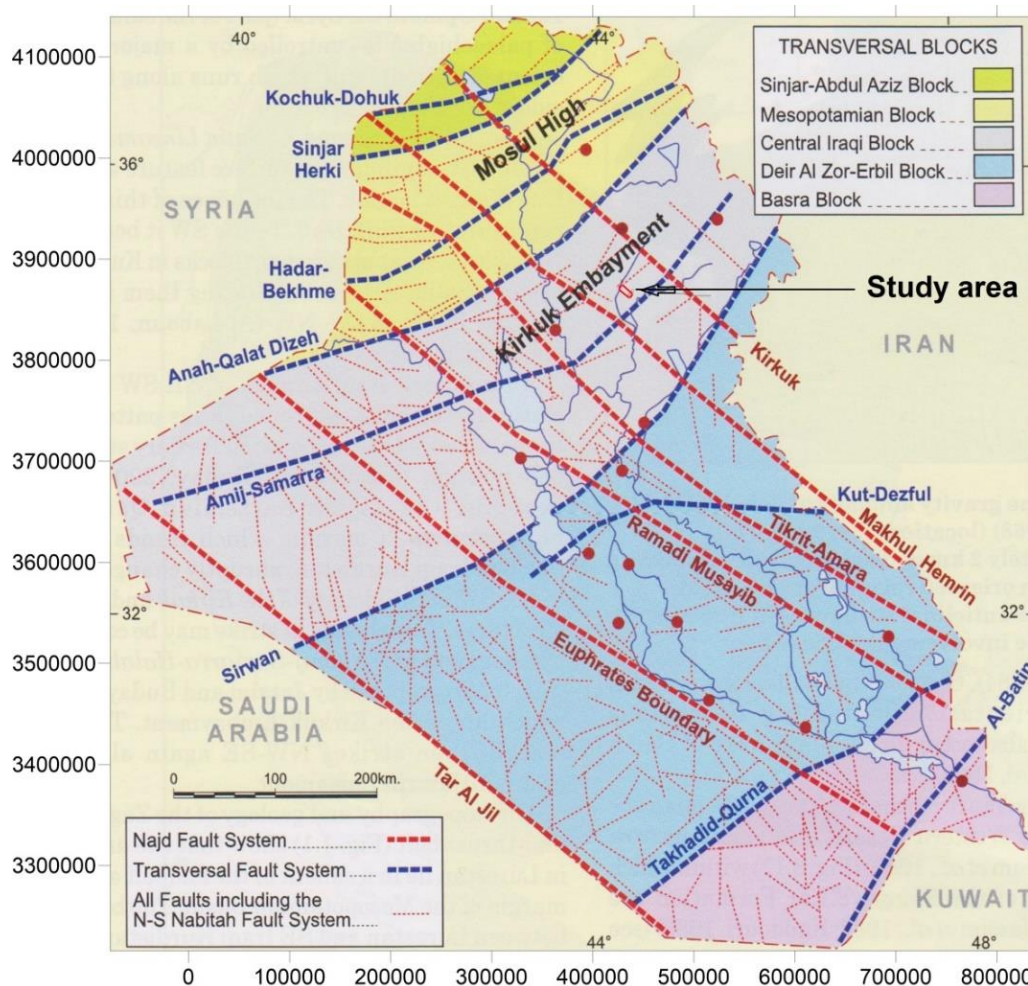 40°
44°
4100000
4000000
3900000
3800000
3700000
3600000
3500000
3400000
3300000
36°
TRANSVERSAL BLOCKS
Sinjar-Abdul Aziz Block
Mesopotamian Block
Central Iraqi Block
Deir Al Zor-Erbil Block
Basra Block
Kochuk-Dohuk
Sinjar
Herki
Mosul High
SYRIA
Hadar-
Bekhme
Kirkuk Embayment
Study area
IRAN
Anah-Qalat Dizeh
Kirkuk
Amij-Samarra
Kut-Dezful
Makhul Hemrin
Tikrit-Amara
Ramadi Musayib
32°
32°
Sirwan
Euphrates Boundary
Al-Batin
SAUDI
ARABIA
0
100
200km.
Tar Al Jil
Takhadid-Qurna
Najd Fault System
Transversal Fault System
All Faults including the
N-S Nabitah Fault System
KUWAIT
44°
48°
0
100000
200000
300000
400000
500000
600000
700000
800000